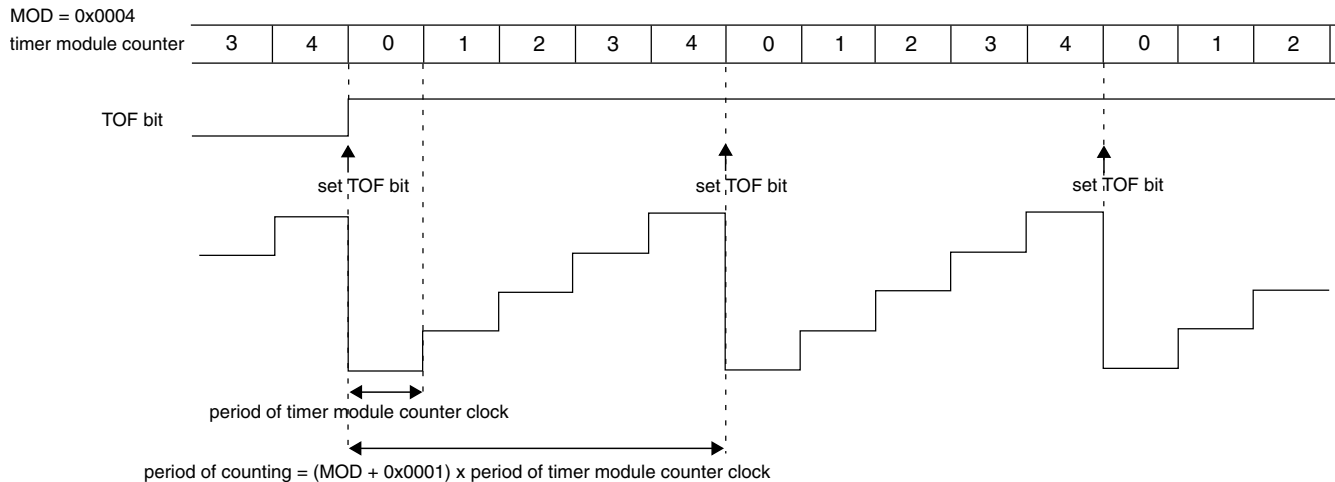 MOD = 0x0004
timer module counter 3 4 0 1 2 3 4 0 1 2 3 4 0 1 2
TOF bit
set TOF bit set TOF bit set TOF bit
period of timer module counter clock
period of counting = (MOD + 0x0001) x period of timer module counter clock